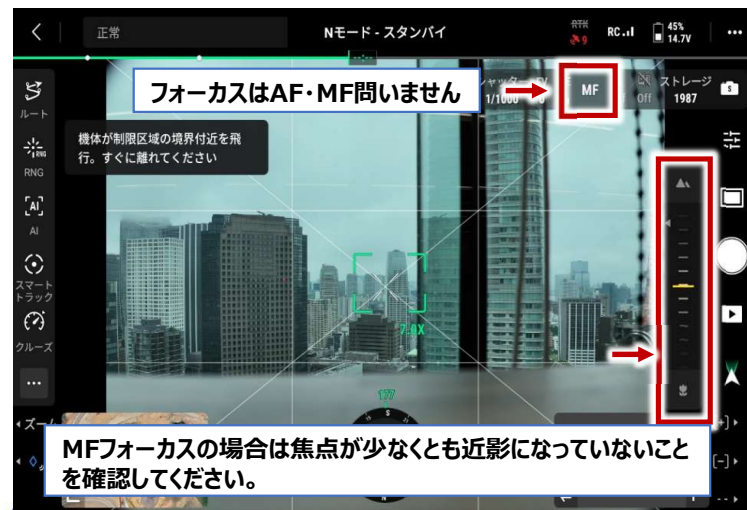 正常
Nモード - スタンバイ
RTK
9
RC
45%
14.7V
フォーカスはAF・MF問いません
シャッター
EV
1/1000
MF
Off
ストレージ
1987
S
ルート
機体が制限区域の境界付近を飛
行。すぐに離れてください
RNG
RNG
[AI]
AI
スマート
トラック
クルーズ
7.0X
177
S
ズーム
MFフォーカスの場合は焦点が少なくとも近影になっていないこと
を確認してください。
N